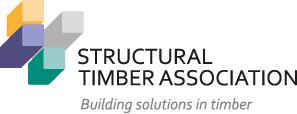 STRUCTURAL
TIMBER ASSOCIATION
Building solutions in timber